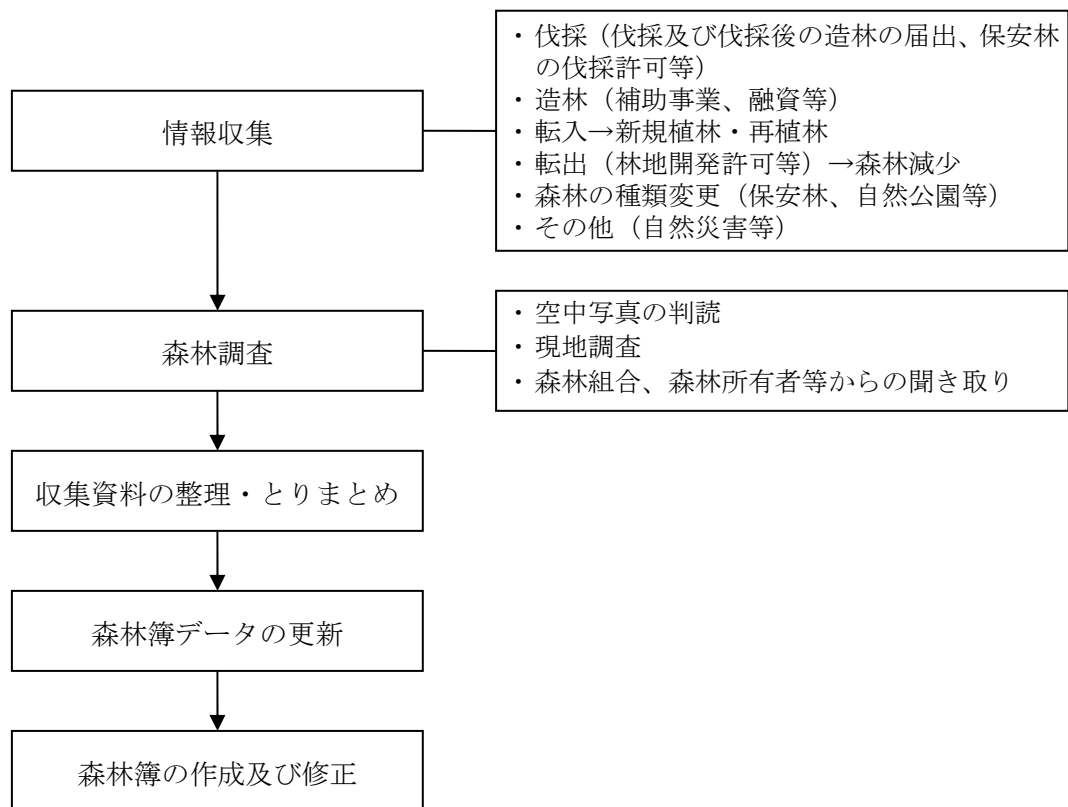 情報収集
・伐採（伐採及び伐採後の造林の届出、保安林
の伐採許可等）
・造林（補助事業、融資等）
・転入→新規植林・再植林
・転出（林地開発許可等）→森林減少
・森林の種類変更（保安林、自然公園等）
・その他（自然災害等）
森林調査
・空中写真の判読
・現地調査
・森林組合、森林所有者等からの聞き取り
収集資料の整理・とりまとめ
森林簿データの更新
森林簿の作成及び修正